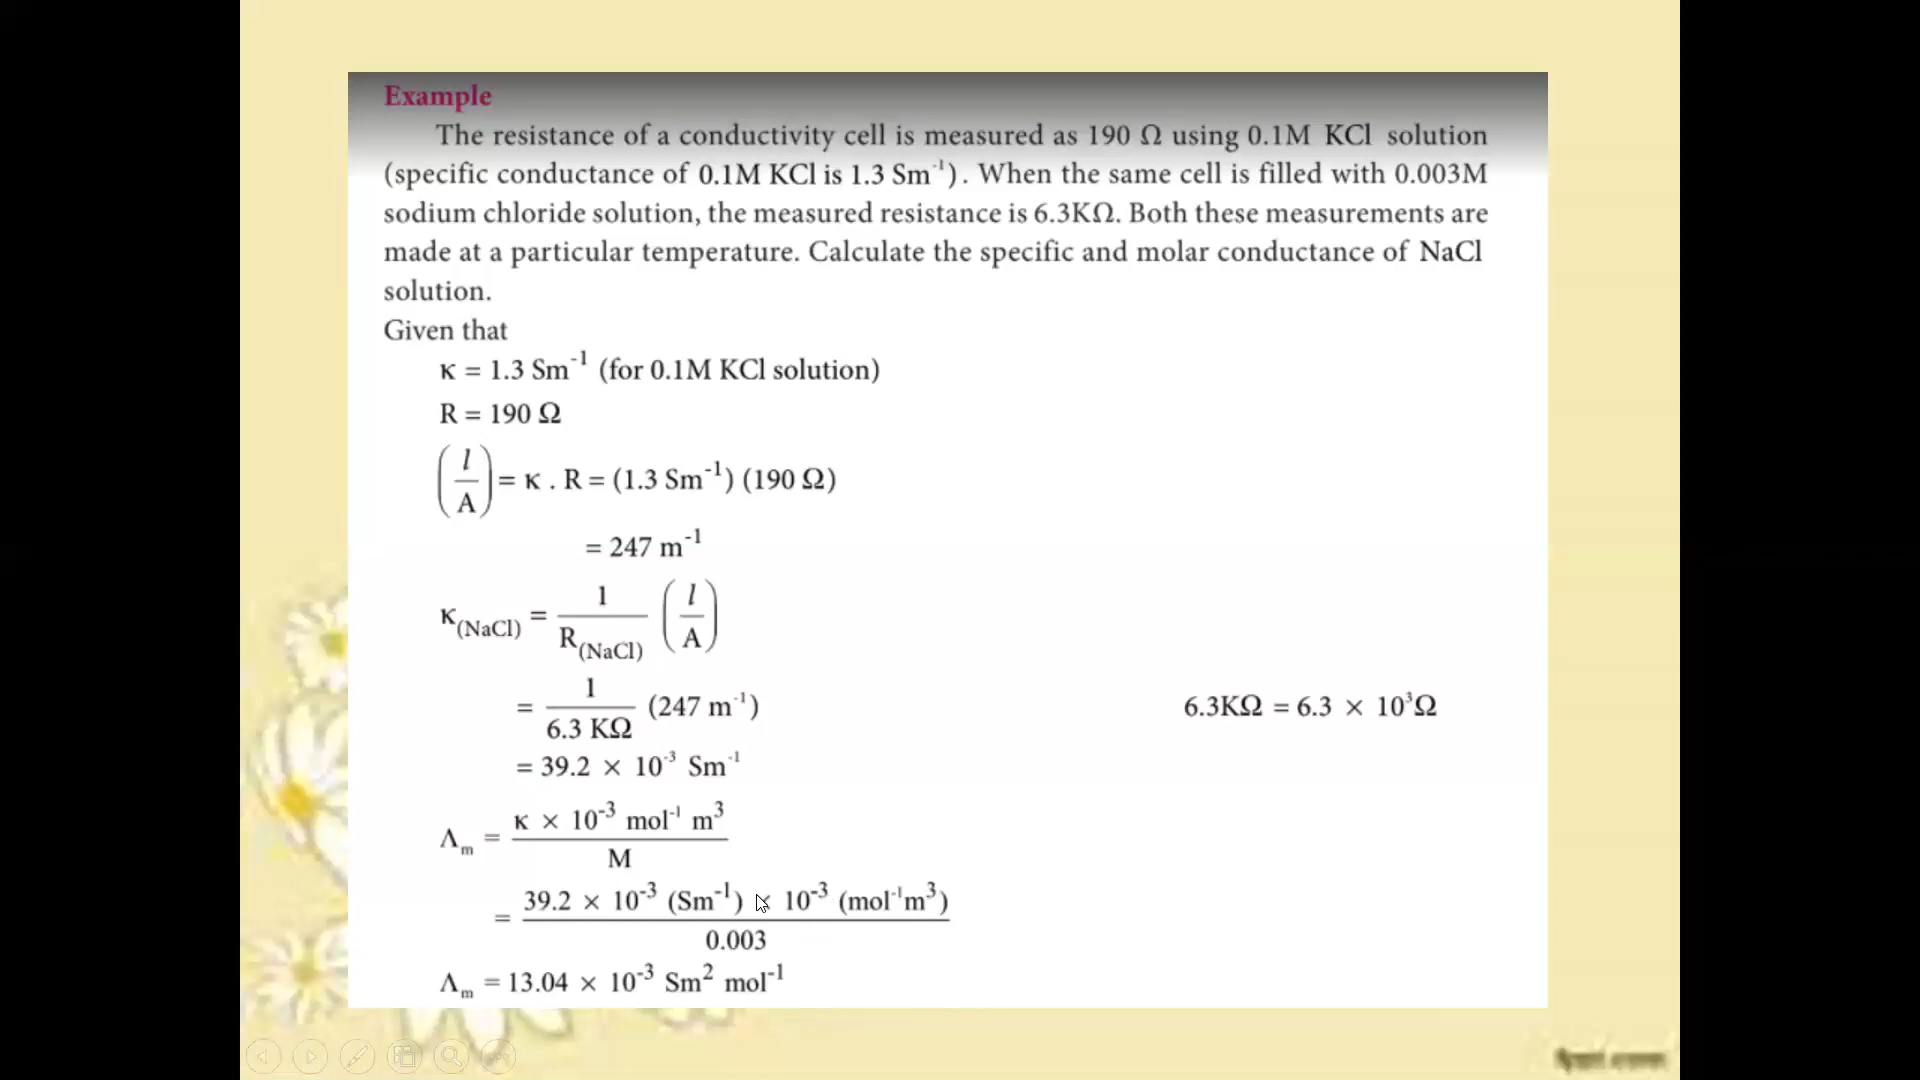 Example
The resistance of a conductivity cell is measured as 190 Ω using 0.1M KCl solution
(specific conductance of 0.1M KCl is 1.3 Sm⁻¹). When the same cell is filled with 0.003M
sodium chloride solution, the measured resistance is 6.3KΩ. Both these measurements are
made at a particular temperature. Calculate the specific and molar conductance of NaCl
solution.
Given that
κ = 1.3 Sm⁻¹ (for 0.1M KCl solution)
R = 190 Ω
(l/A) = κ . R = (1.3 Sm⁻¹) (190 Ω)
= 247 m⁻¹
κ(NaCl) = 1/R(NaCl) (l/A)
= 1/6.3 KΩ (247 m⁻¹) 6.3KΩ = 6.3 × 10³Ω
= 39.2 × 10⁻³ Sm⁻¹
Λm = κ × 10⁻³ mol⁻¹ m³ / M
= 39.2 × 10⁻³ (Sm⁻¹) × 10⁻³ (mol⁻¹m³) / 0.003
Λm = 13.04 × 10⁻³ Sm² mol⁻¹